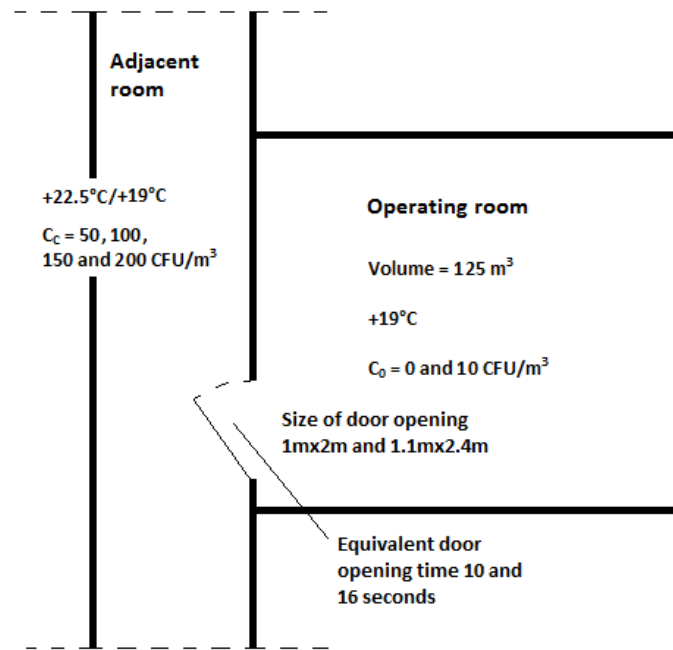 Adjacent
room
+22.5°C/+19°C
C_C = 50, 100,
150 and 200 CFU/m³
Operating room
Volume = 125 m³
+19°C
C₀ = 0 and 10 CFU/m³
Size of door opening
1mx2m and 1.1mx2.4m
Equivalent door
opening time 10 and
16 seconds